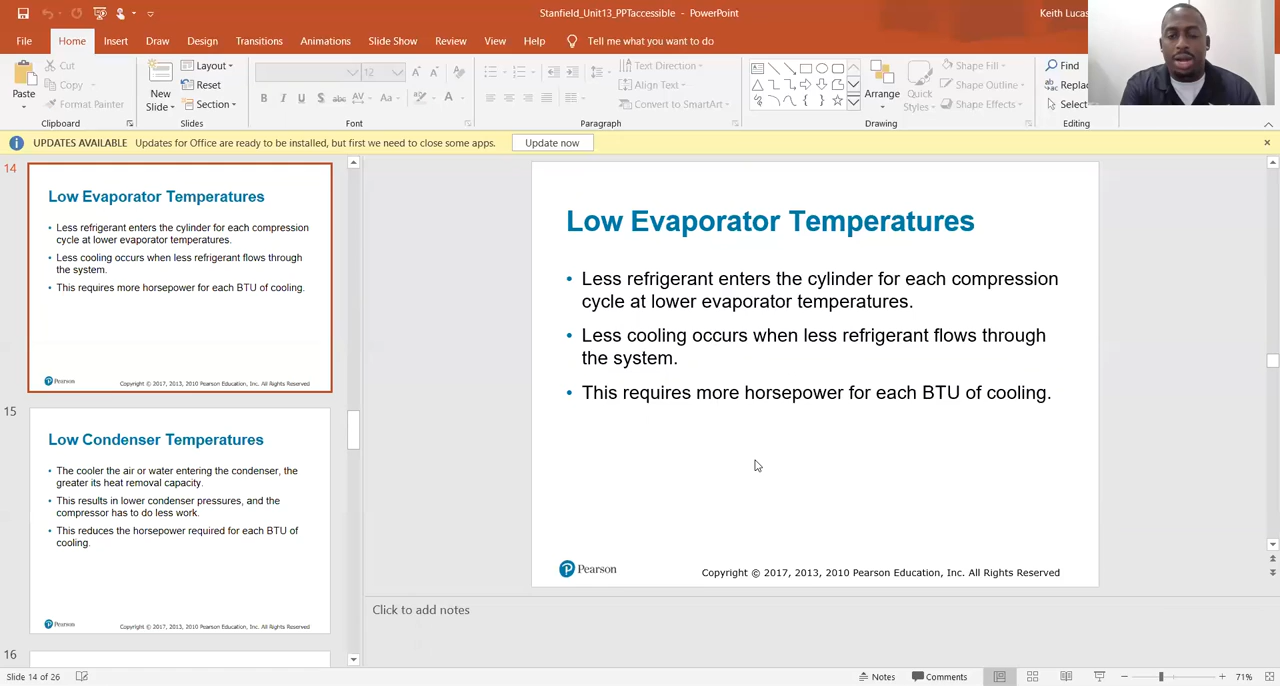 Stanfield_Unit13_PPTaccessible - PowerPoint
Keith Lucas
File Home Insert Draw Design Transitions Animations Slide Show Review View Help Tell me what you want to do
Paste
Cut
Copy
Format Painter
Clipboard
New Slide
Layout
Reset
Section
Slides
12
Font
Text Direction
Align Text
Convert to SmartArt
Paragraph
Arrange
Quick Styles
Shape Fill
Shape Outline
Shape Effects
Drawing
Find
Replace
Select
Editing
UPDATES AVAILABLE Updates for Office are ready to be installed, but first we need to close some apps. Update now
14
Low Evaporator Temperatures
• Less refrigerant enters the cylinder for each compression
cycle at lower evaporator temperatures.
• Less cooling occurs when less refrigerant flows through
the system.
• This requires more horsepower for each BTU of cooling.
Pearson
Copyright © 2017, 2013, 2010 Pearson Education, Inc. All Rights Reserved
15
Low Condenser Temperatures
• The cooler the air or water entering the condenser, the
greater its heat removal capacity.
• This results in lower condenser pressures, and the
compressor has to do less work.
• This reduces the horsepower required for each BTU of
cooling.
Pearson
Copyright © 2017, 2013, 2010 Pearson Education, Inc. All Rights Reserved
16
Low Evaporator Temperatures
• Less refrigerant enters the cylinder for each compression
cycle at lower evaporator temperatures.
• Less cooling occurs when less refrigerant flows through
the system.
• This requires more horsepower for each BTU of cooling.
Pearson
Copyright © 2017, 2013, 2010 Pearson Education, Inc. All Rights Reserved
Click to add notes
Slide 14 of 26
Notes
Comments
71%